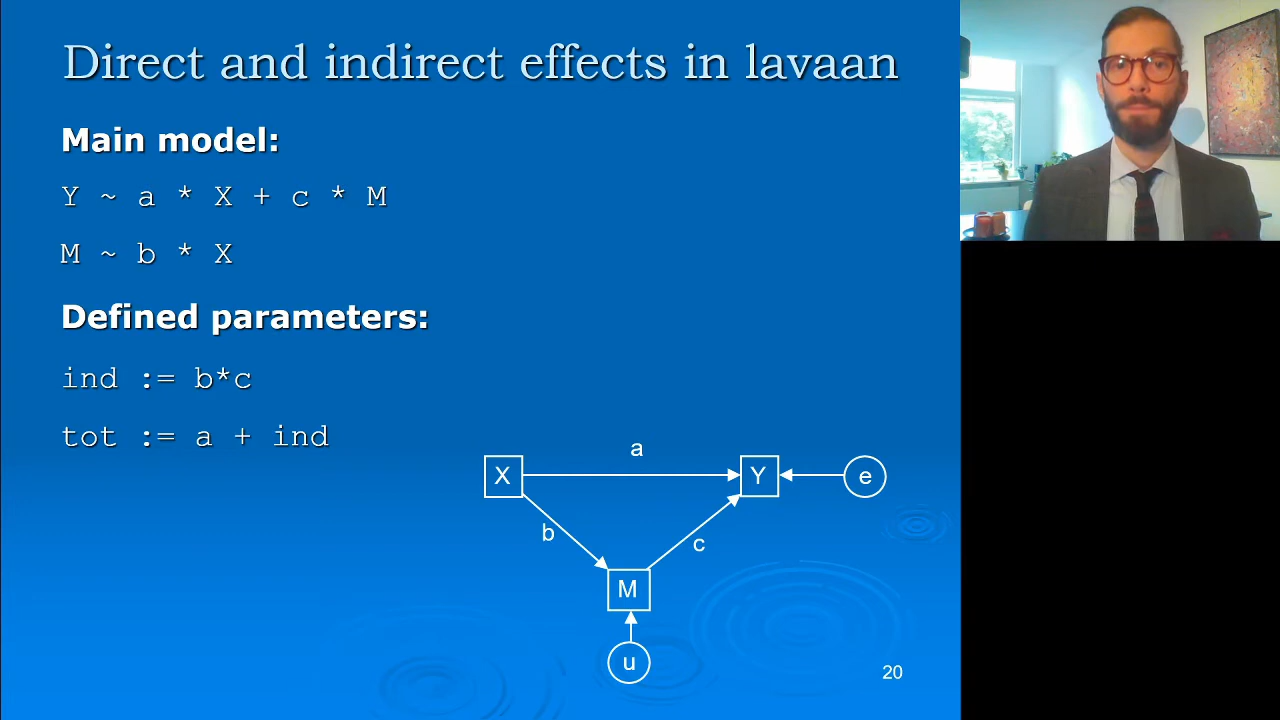 Direct and indirect effects in lavaan
Main model:
Y ~ a * X + c * M
M ~ b * X
Defined parameters:
ind := b*c
tot := a + ind
a
X
Y
e
b
c
M
u
20